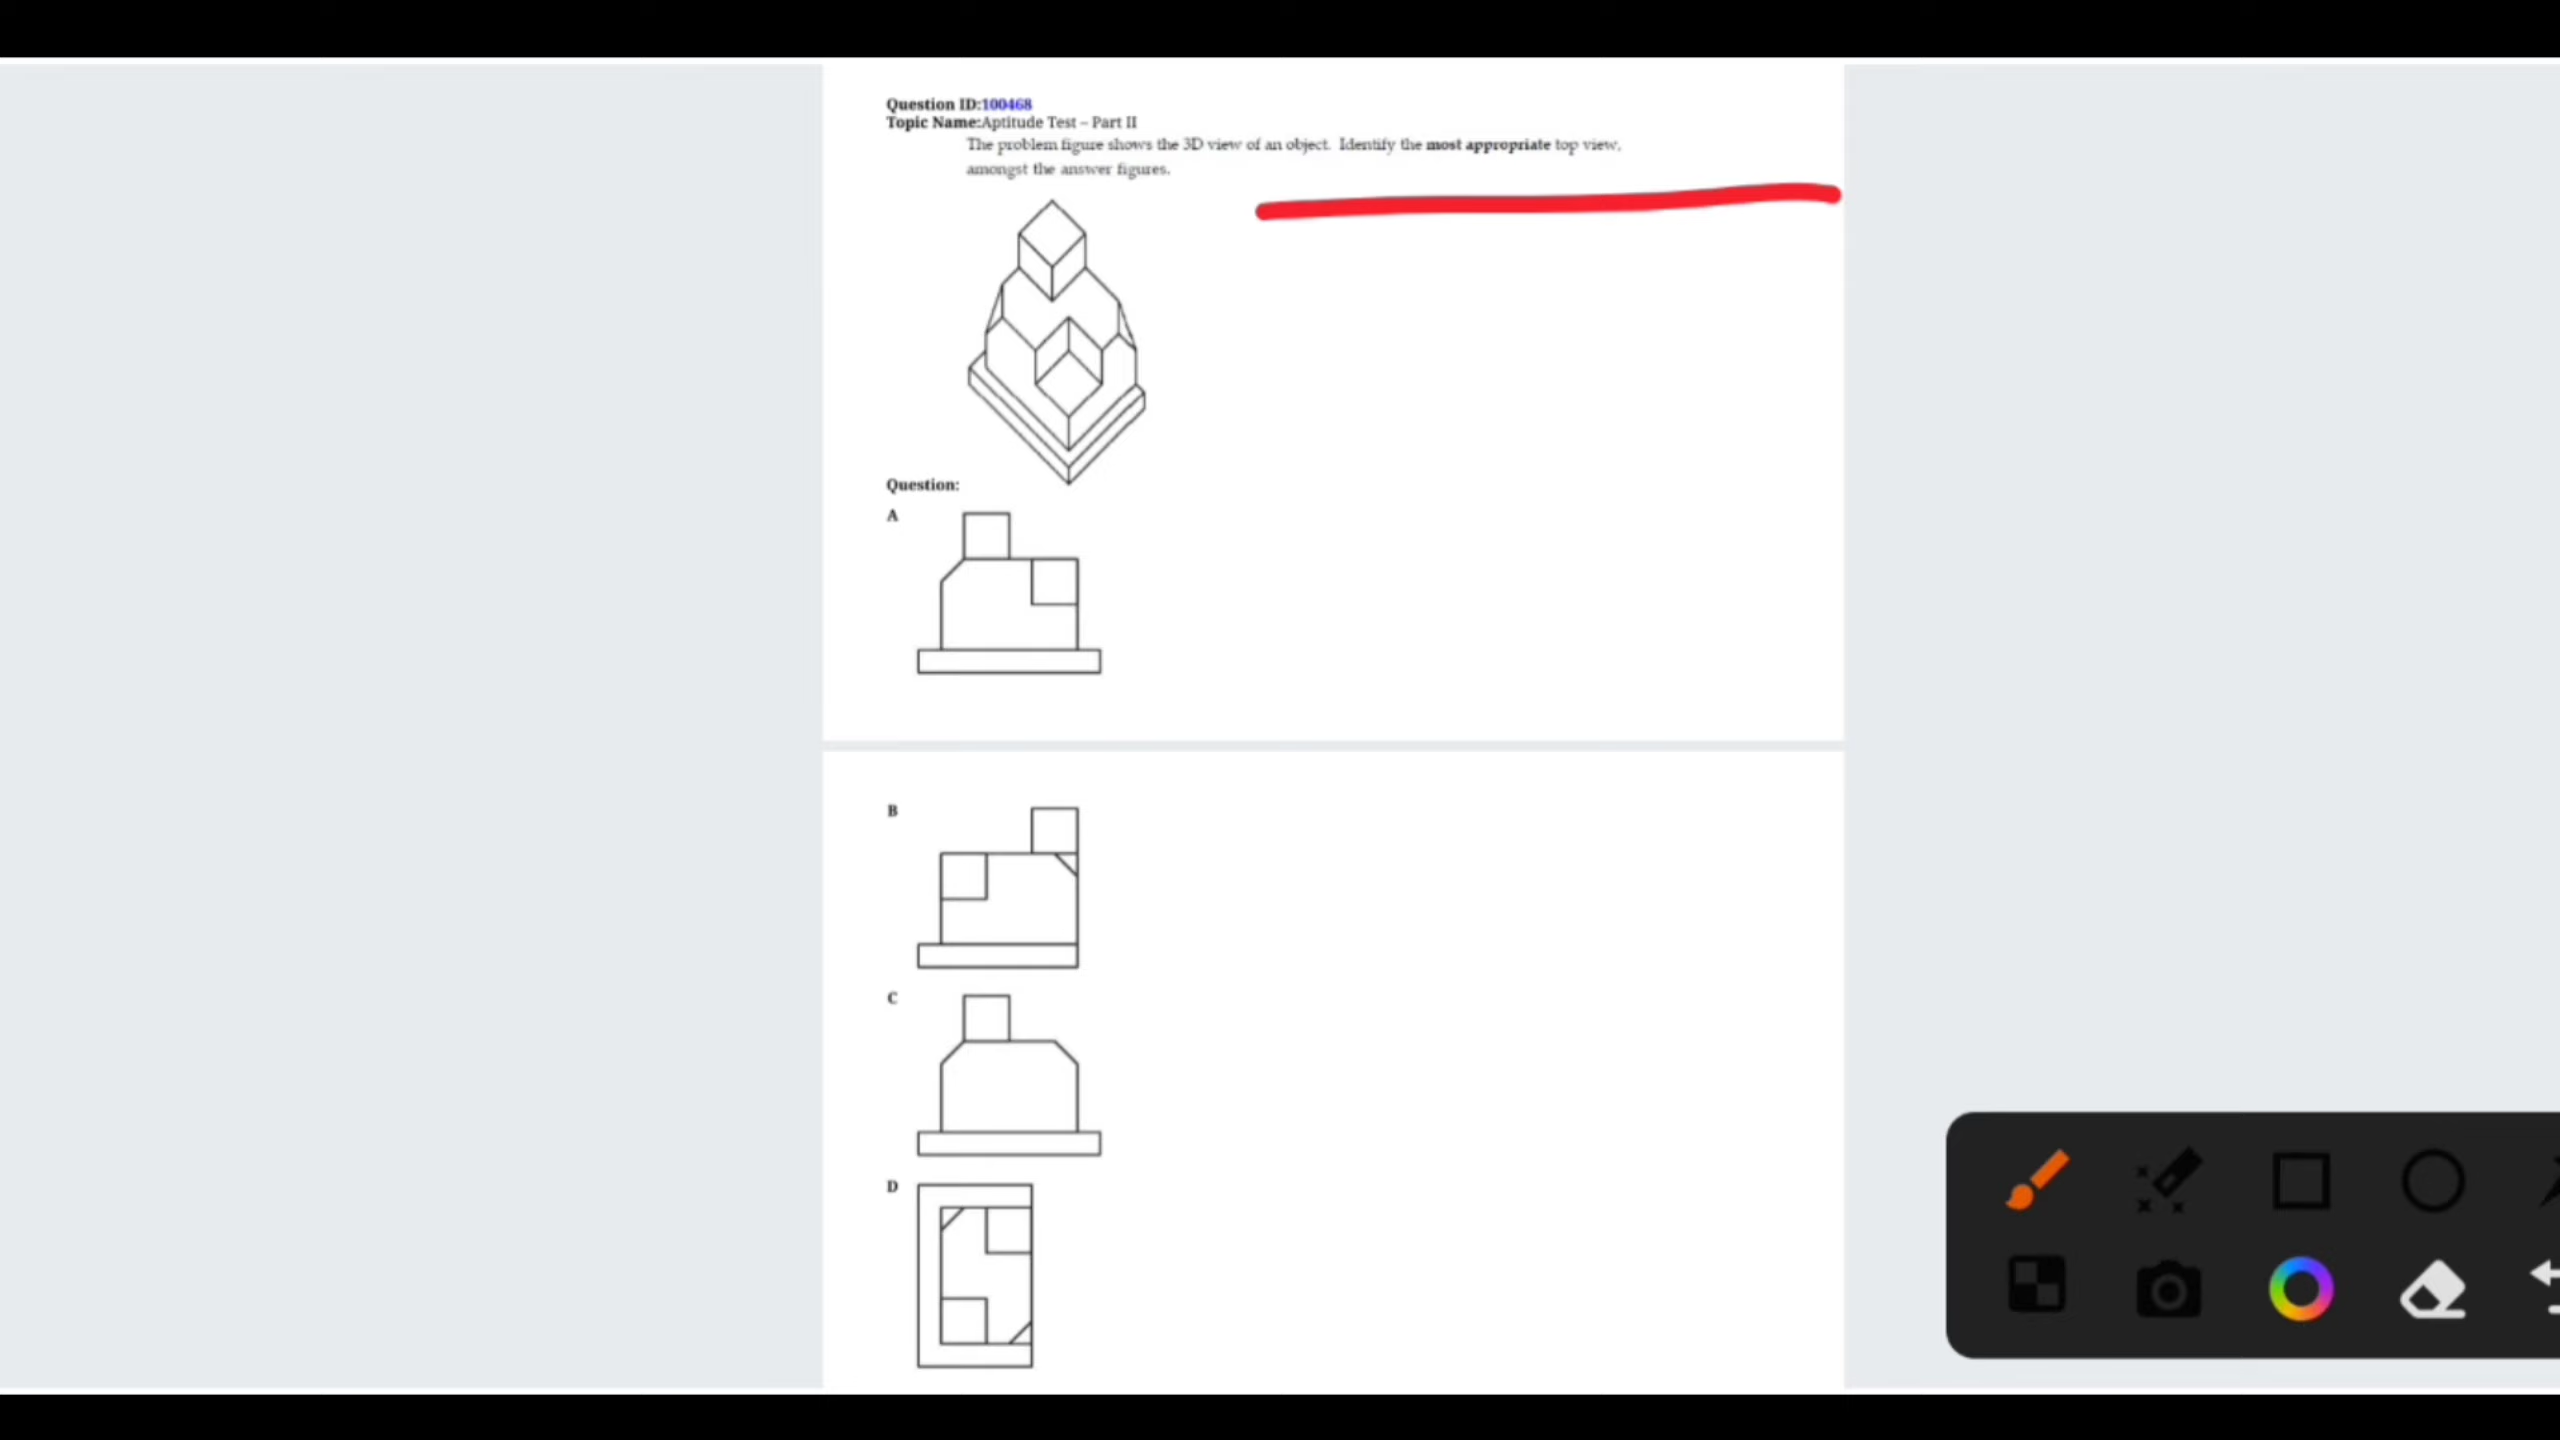 Question ID:100468
Topic Name:Aptitude Test – Part II
The problem figure shows the 3D view of an object. Identify the most appropriate top view,
amongst the answer figures.
Question:
A
B
C
D